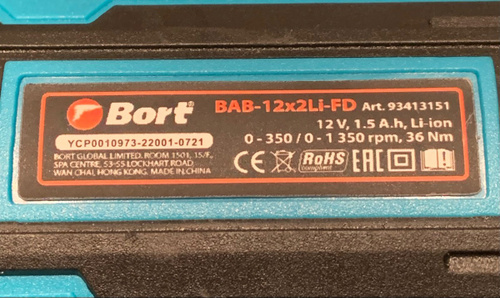 Bort
BAB-12x2Li-FD Art. 93413151
12 V, 1.5 A.h, Li-ion
YCP0010973-22001-0721
0 - 350 / 0 - 1 350 rpm, 36 Nm
BORT GLOBAL LIMITED, ROOM 1501, 15/F,
SPA CENTRE, 53-55 LOCKHART ROAD
WAN CHAI, HONG KONG. MADE IN CHINA
CE RoHS EAC
compliant